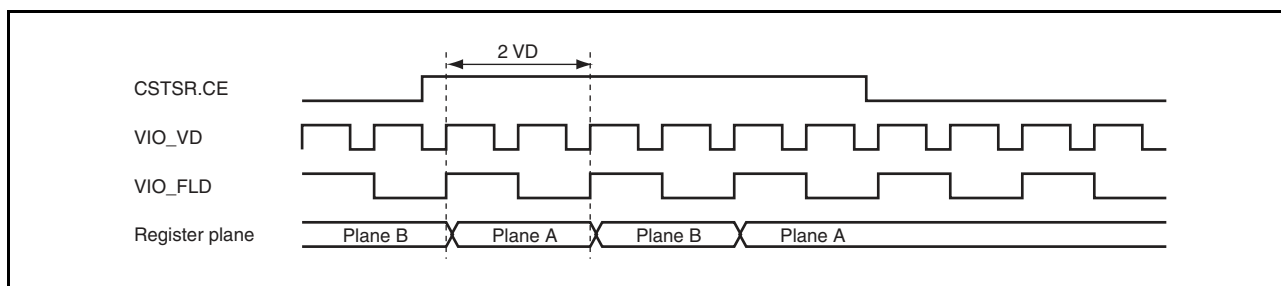 2 VD
CSTSR.CE
VIO_VD
VIO_FLD
Register plane Plane B Plane A Plane B Plane A